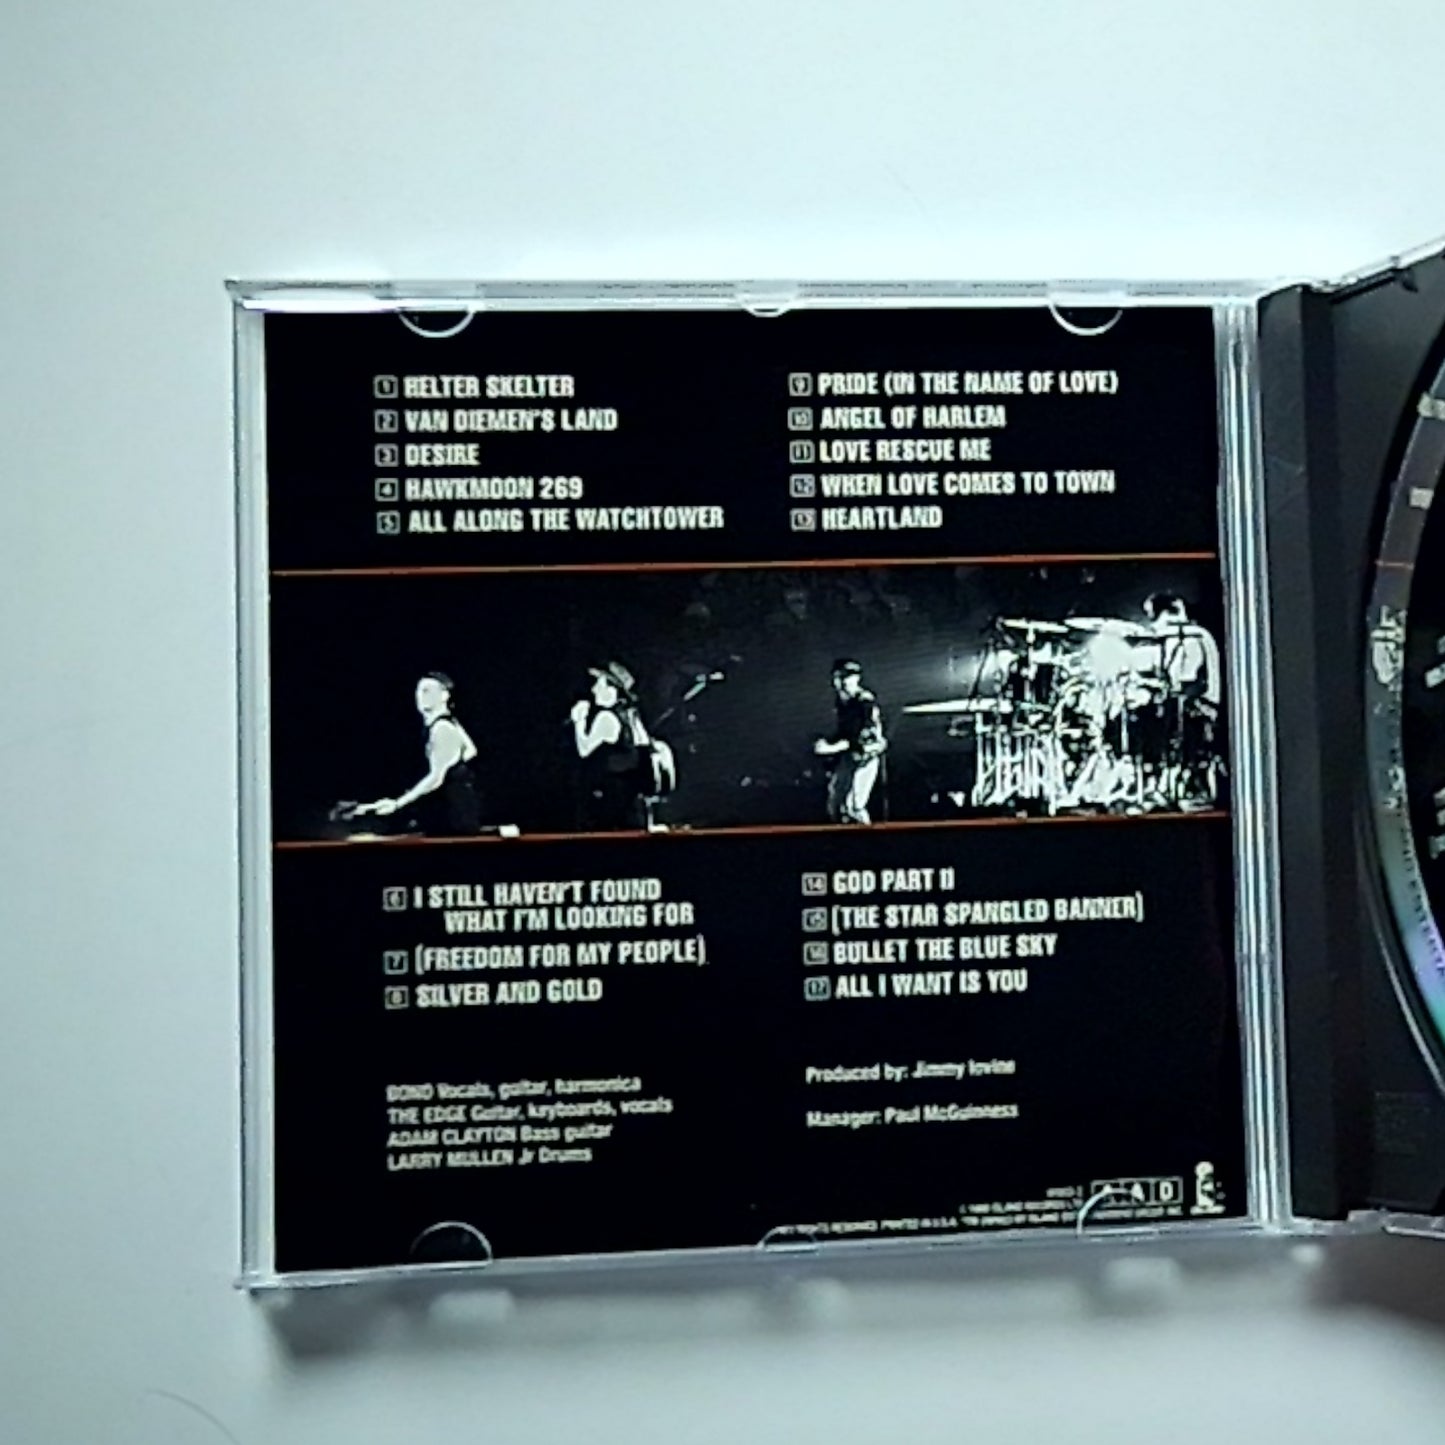 1 HELTER SKELTER
2 VAN DIEMEN'S LAND
3 DESIRE
4 HAWKMOON 269
5 ALL ALONG THE WATCHTOWER
9 PRIDE (IN THE NAME OF LOVE)
10 ANGEL OF HARLEM
11 LOVE RESCUE ME
12 WHEN LOVE COMES TO TOWN
13 HEARTLAND
6 I STILL HAVEN'T FOUND
WHAT I'M LOOKING FOR
7 (FREEDOM FOR MY PEOPLE)
8 SILVER AND GOLD
14 GOD PART II
15 (THE STAR SPANGLED BANNER)
16 BULLET THE BLUE SKY
17 ALL I WANT IS YOU
BONO Vocals, guitar, harmonica
THE EDGE Guitar, keyboards, vocals
ADAM CLAYTON Bass guitar
LARRY MULLEN Jr Drums
Produced by: Jimmy Iovine
Manager: Paul McGuinness
AAD
RIGHTS RESERVED. PRINTED IN U.S.A.